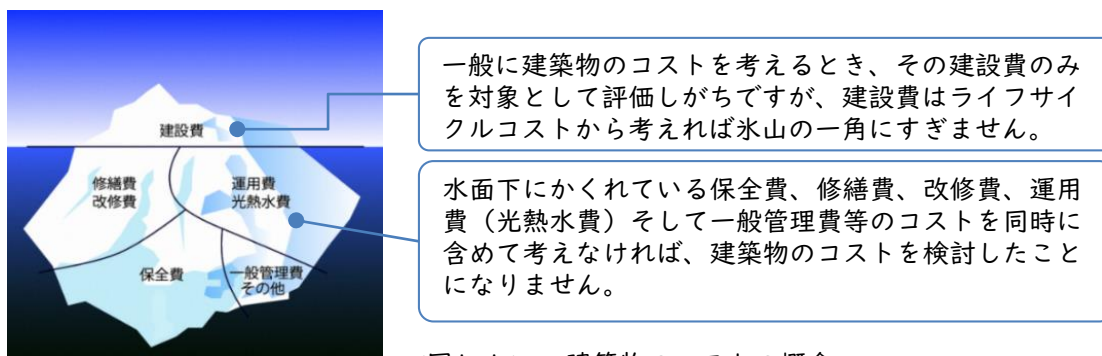 建設費
修繕費
改修費
運用費
光熱水費
保全費
一般管理費
その他
一般に建築物のコストを考えるとき、その建設費のみ
を対象として評価しがちですが、建設費はライフサイ
クルコストから考えれば氷山の一角にすぎません。
水面下にかくれている保全費、修繕費、改修費、運用
費（光熱水費）そして一般管理費等のコストを同時に
含めて考えなければ、建築物のコストを検討したこと
になりません。